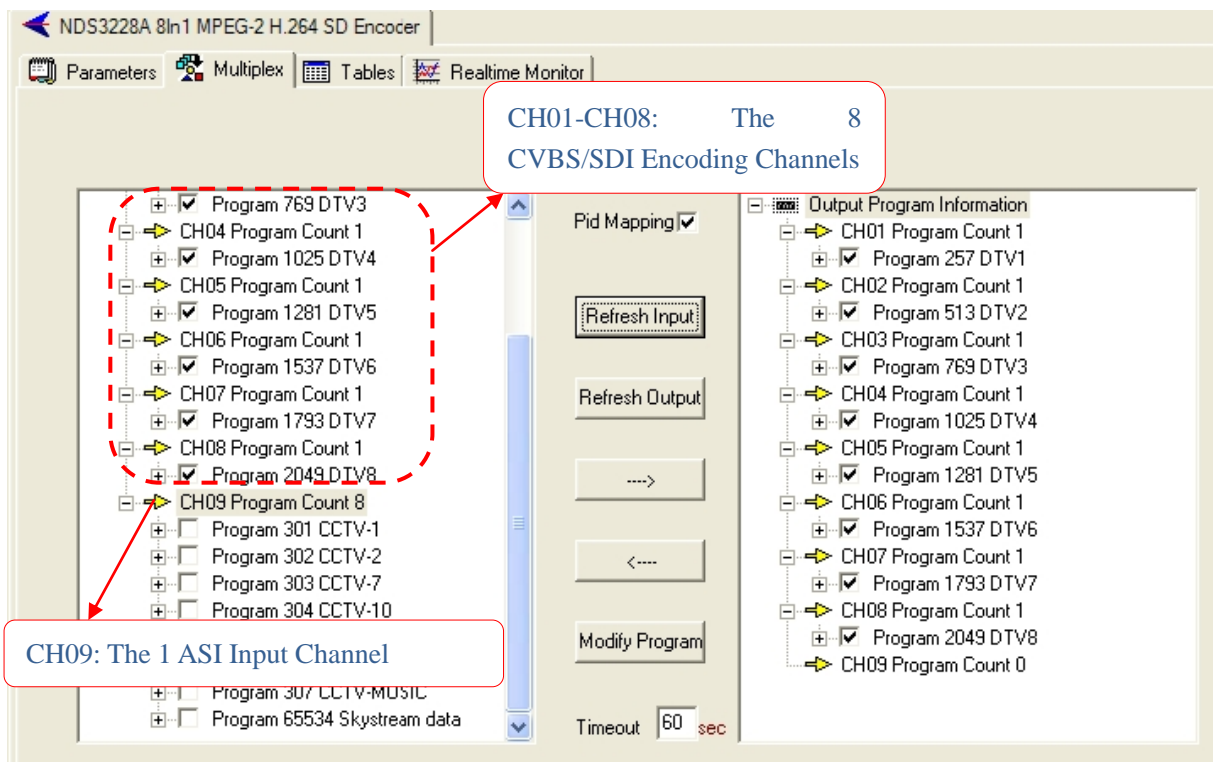 NDS3228A 8In1 MPEG-2 H.264 SD Encoder
Parameters
Multiplex
Tables
Realtime Monitor
CH01-CH08: The 8
CVBS/SDI Encoding Channels
Program 769 DTV3
CH04 Program Count 1
Program 1025 DTV4
CH05 Program Count 1
Program 1281 DTV5
CH06 Program Count 1
Program 1537 DTV6
CH07 Program Count 1
Program 1793 DTV7
CH08 Program Count 1
Program 2049 DTV8
CH09 Program Count 8
Program 301 CCTV-1
Program 302 CCTV-2
Program 303 CCTV-7
Program 304 CCTV-10
CH09: The 1 ASI Input Channel
Program 307 CCTV-MUSIC
Program 65534 Skystream data
Pid Mapping
Refresh Input
Refresh Output
---->
<----
Modify Program
Timeout 60 sec
Output Program Information
CH01 Program Count 1
Program 257 DTV1
CH02 Program Count 1
Program 513 DTV2
CH03 Program Count 1
Program 769 DTV3
CH04 Program Count 1
Program 1025 DTV4
CH05 Program Count 1
Program 1281 DTV5
CH06 Program Count 1
Program 1537 DTV6
CH07 Program Count 1
Program 1793 DTV7
CH08 Program Count 1
Program 2049 DTV8
CH09 Program Count 0